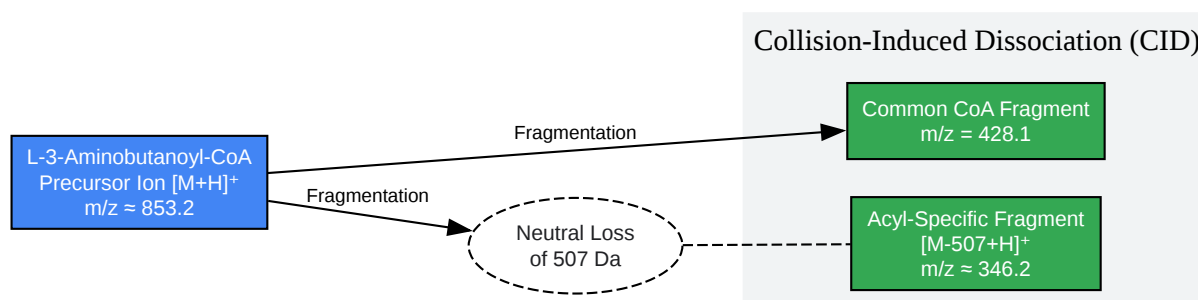 Collision-Induced Dissociation (CID)
Common CoA Fragment
m/z = 428.1
Fragmentation
L-3-Aminobutanoyl-CoA
Precursor Ion [M+H]⁺
m/z ≈ 853.2
Fragmentation
Neutral Loss
of 507 Da
Acyl-Specific Fragment
[M-507+H]⁺
m/z ≈ 346.2